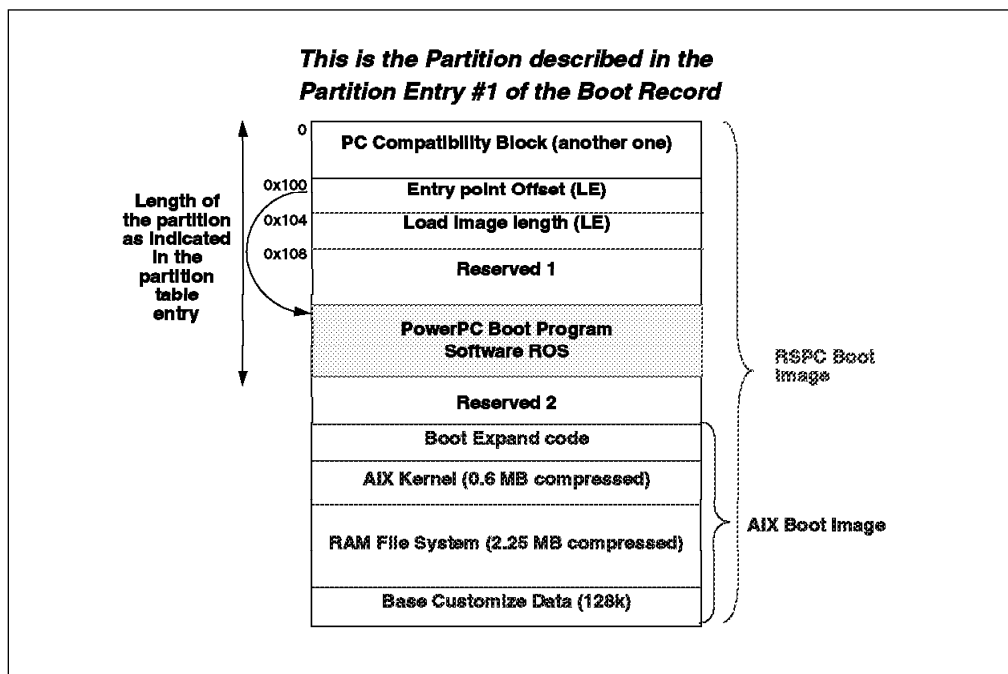 This is the Partition described in the
Partition Entry #1 of the Boot Record
0
PC Compatibility Block (another one)
0x100
Entry point Offset (LE)
0x104
Load image length (LE)
0x108
Reserved 1
Length of
the partition
as indicated
in the
partition
table
entry
PowerPC Boot Program
Software ROS
RSPC Boot
Image
Reserved 2
Boot Expand code
AIX Kernel (0.6 MB compressed)
AIX Boot Image
RAM File System (2.25 MB compressed)
Base Customize Data (128k)